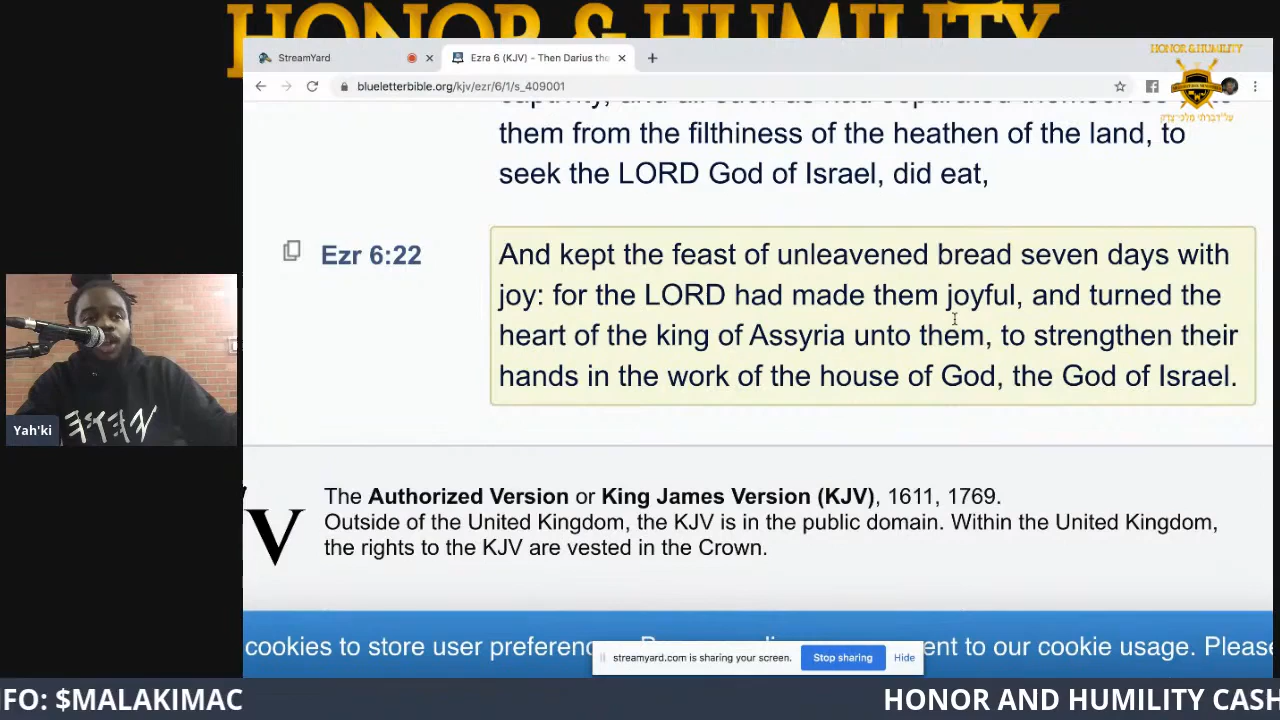 HONOR & HUMILITY
StreamYard
Ezra 6 (KJV) - Then Darius the
HONOR & HUMILITY
blueletterbible.org/kjv/ezr/6/1/s_409001
them from the filthiness of the heathen of the land, to
seek the LORD God of Israel, did eat,
Ezr 6:22
And kept the feast of unleavened bread seven days with
joy: for the LORD had made them joyful, and turned the
heart of the king of Assyria unto them, to strengthen their
hands in the work of the house of God, the God of Israel.
Yah'ki
V
The Authorized Version or King James Version (KJV), 1611, 1769.
Outside of the United Kingdom, the KJV is in the public domain. Within the United Kingdom,
the rights to the KJV are vested in the Crown.
cookies to store user preferenc
ent to our cookie usage. Please
streamyard.com is sharing your screen.
Stop sharing
Hide
NFO: $MALAKIMAC
HONOR AND HUMILITY CASH